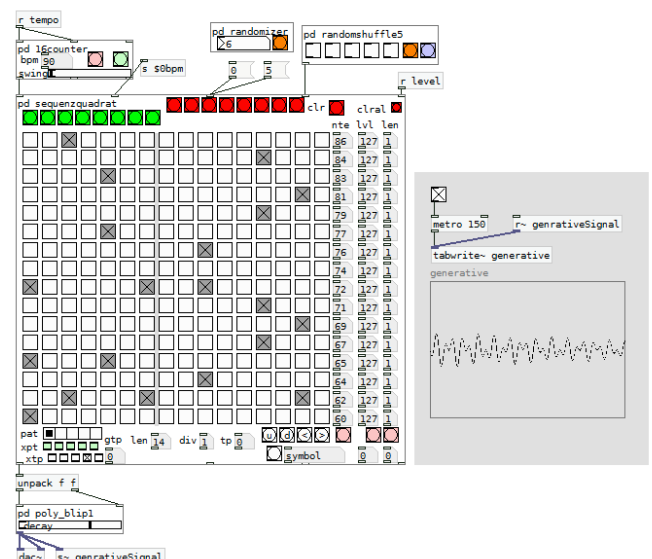 r tempo
pd randomizer
6
pd randomshuffle5
pd 16counter
bpm 90
swing
s $0bpm
0
5
r level
pd sequenzquadrat
clr
clral
nte lvl len
86 127 1
84 127 1
83 127 1
81 127 1
79 127 1
77 127 1
76 127 1
74 127 1
72 127 1
71 127 1
69 127 1
67 127 1
65 127 1
64 127 1
62 127 1
60 127 1
pat
xpt
xtp
gtp 0
len 14
div 1
tp 0
u d < >
symbol
0 0
metro 150
r~ genrativeSignal
tabwrite~ generative
generative
unpack f f
pd poly_blip1
decay
dac~
s~ genrativeSignal